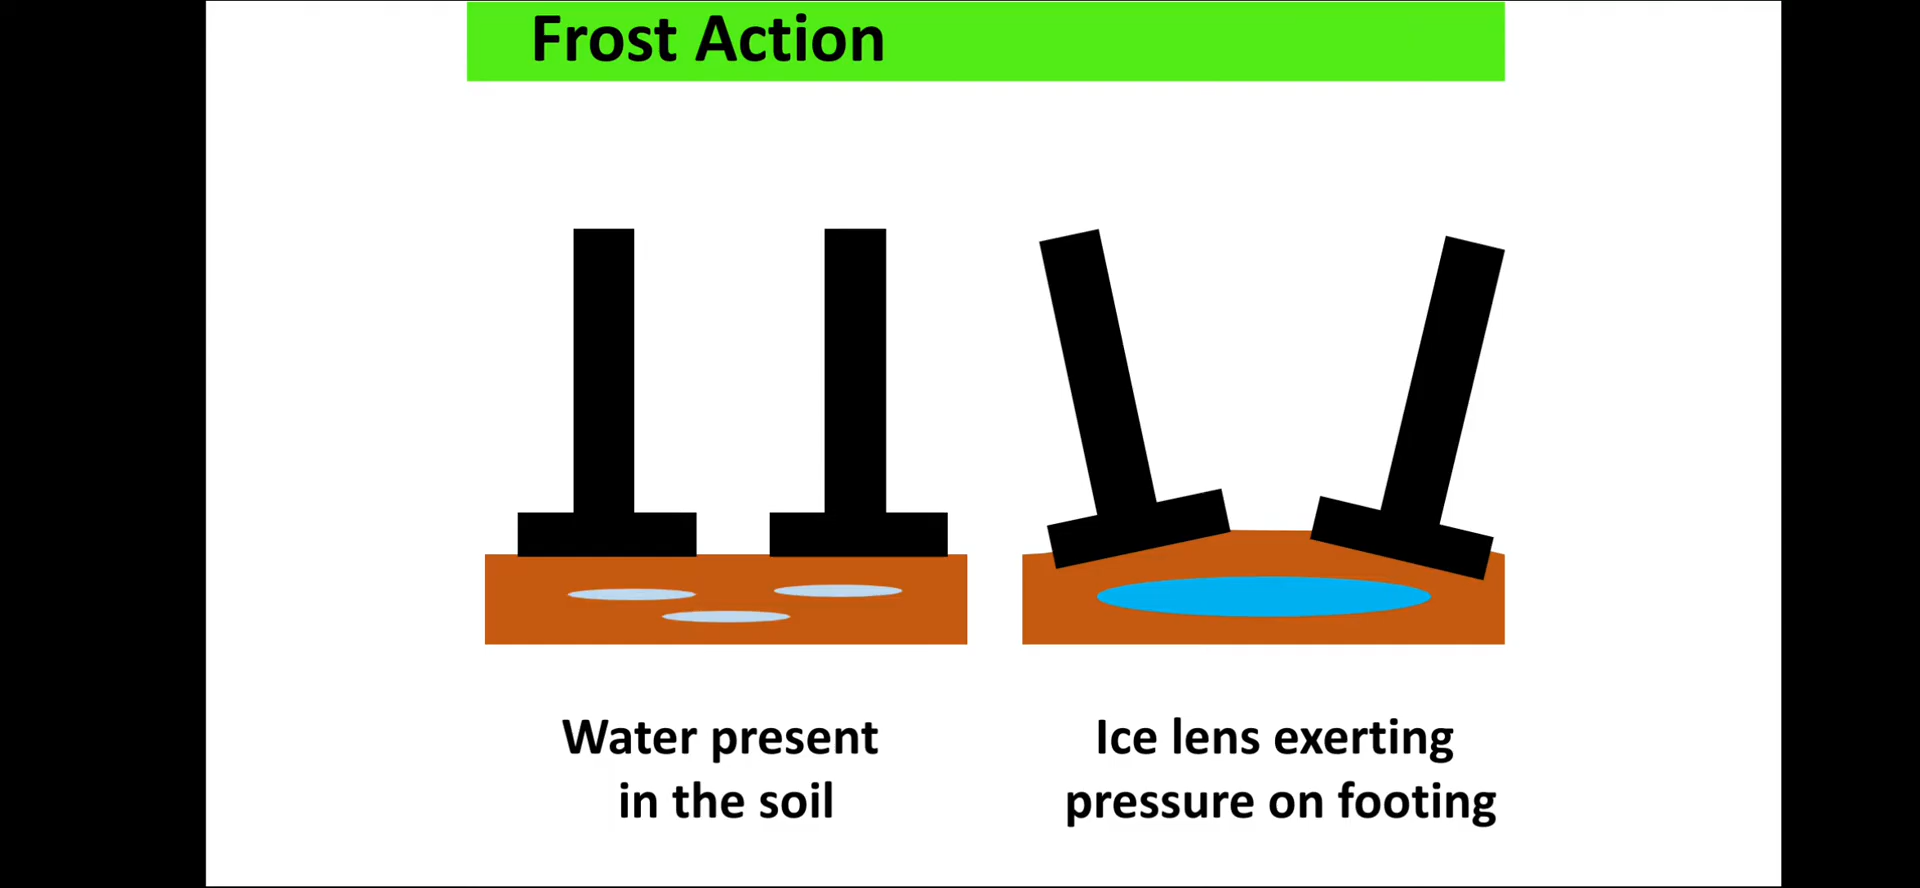 Frost Action
Water present
in the soil
Ice lens exerting
pressure on footing